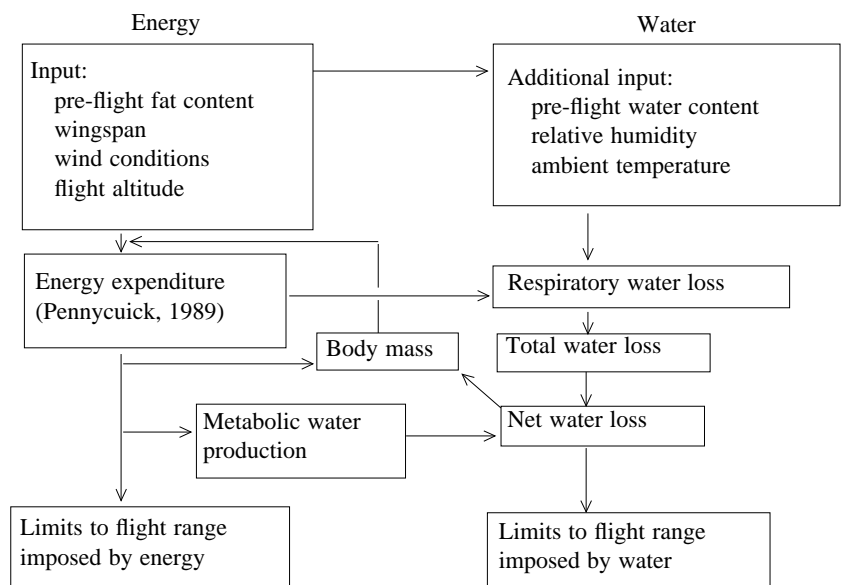 Energy
Water
Input:
pre-flight fat content
wingspan
wind conditions
flight altitude
Additional input:
pre-flight water content
relative humidity
ambient temperature
Energy expenditure
(Pennycuick, 1989)
Respiratory water loss
Body mass
Total water loss
Metabolic water
production
Net water loss
Limits to flight range
imposed by energy
Limits to flight range
imposed by water